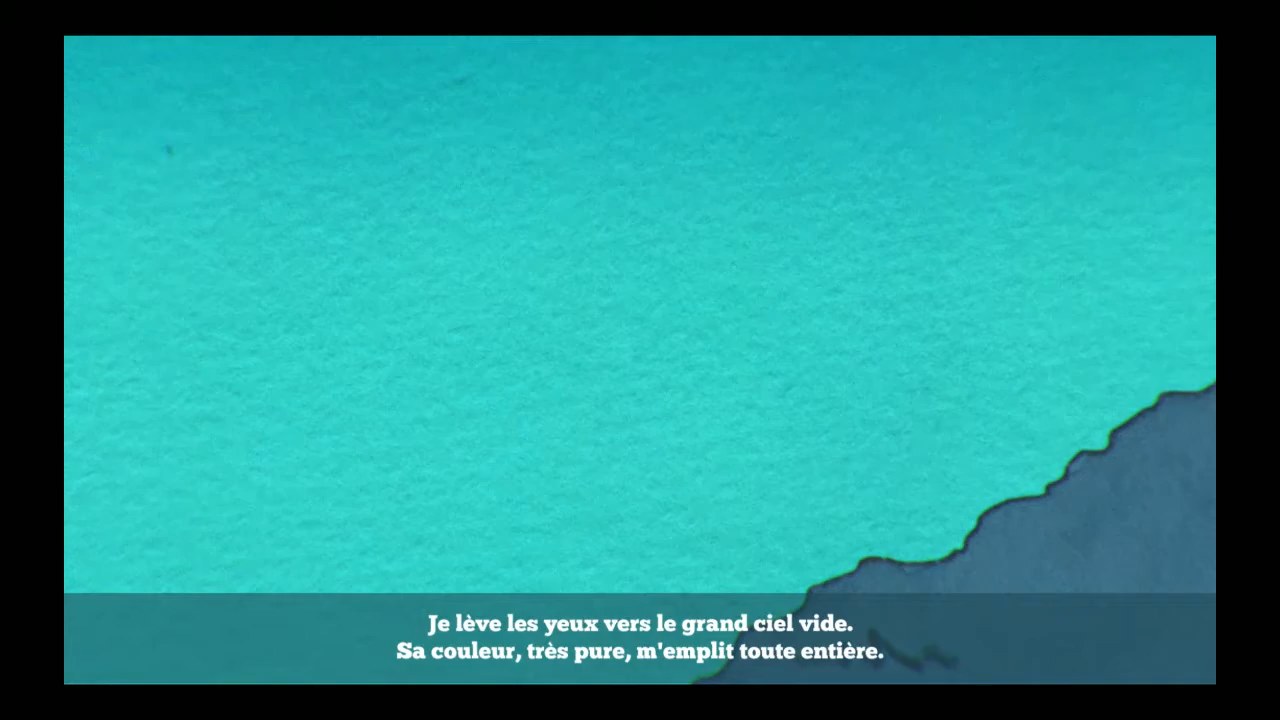 Je lève les yeux vers le grand ciel vide.
Sa couleur, très pure, m'emplit toute entière.